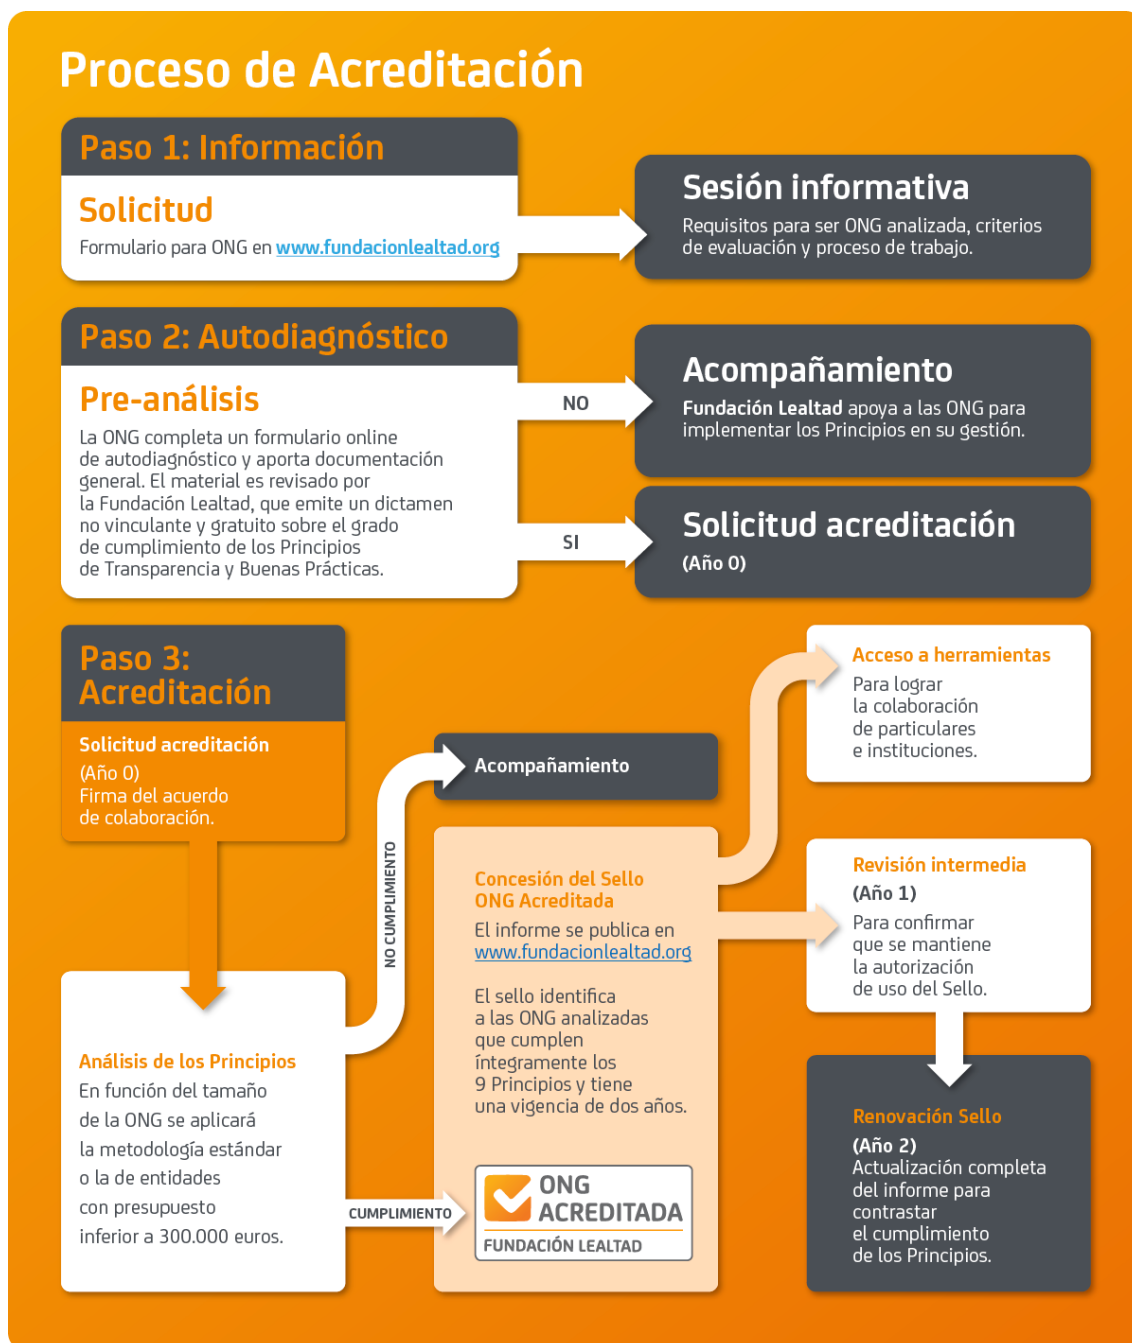 Proceso de Acreditación
Paso 1: Información
Solicitud
Formulario para ONG en www.fundacionlealtad.org
Sesión informativa
Requisitos para ser ONG analizada, criterios
de evaluación y proceso de trabajo.
Paso 2: Autodiagnóstico
Pre-análisis
La ONG completa un formulario online
de autodiagnóstico y aporta documentación
general. El material es revisado por
la Fundación Lealtad, que emite un dictamen
no vinculante y gratuito sobre el grado
de cumplimiento de los Principios
de Transparencia y Buenas Prácticas.
NO
Acompañamiento
Fundación Lealtad apoya a las ONG para
implementar los Principios en su gestión.
SI
Solicitud acreditación
(Año 0)
Paso 3:
Acreditación
Solicitud acreditación
(Año 0)
Firma del acuerdo
de colaboración.
Análisis de los Principios
En función del tamaño
de la ONG se aplicará
la metodología estándar
o la de entidades
con presupuesto
inferior a 300.000 euros.
NO CUMPLIMIENTO
Acompañamiento
CUMPLIMIENTO
Concesión del Sello
ONG Acreditada
El informe se publica en
www.fundacionlealtad.org
El sello identifica
a las ONG analizadas
que cumplen
íntegramente los
9 Principios y tiene
una vigencia de dos años.
ONG
ACREDITADA
FUNDACIÓN LEALTAD
Acceso a herramientas
Para lograr
la colaboración
de particulares
e instituciones.
Revisión intermedia
(Año 1)
Para confirmar
que se mantiene
la autorización
de uso del Sello.
Renovación Sello
(Año 2)
Actualización completa
del informe para
contrastar
el cumplimiento
de los Principios.